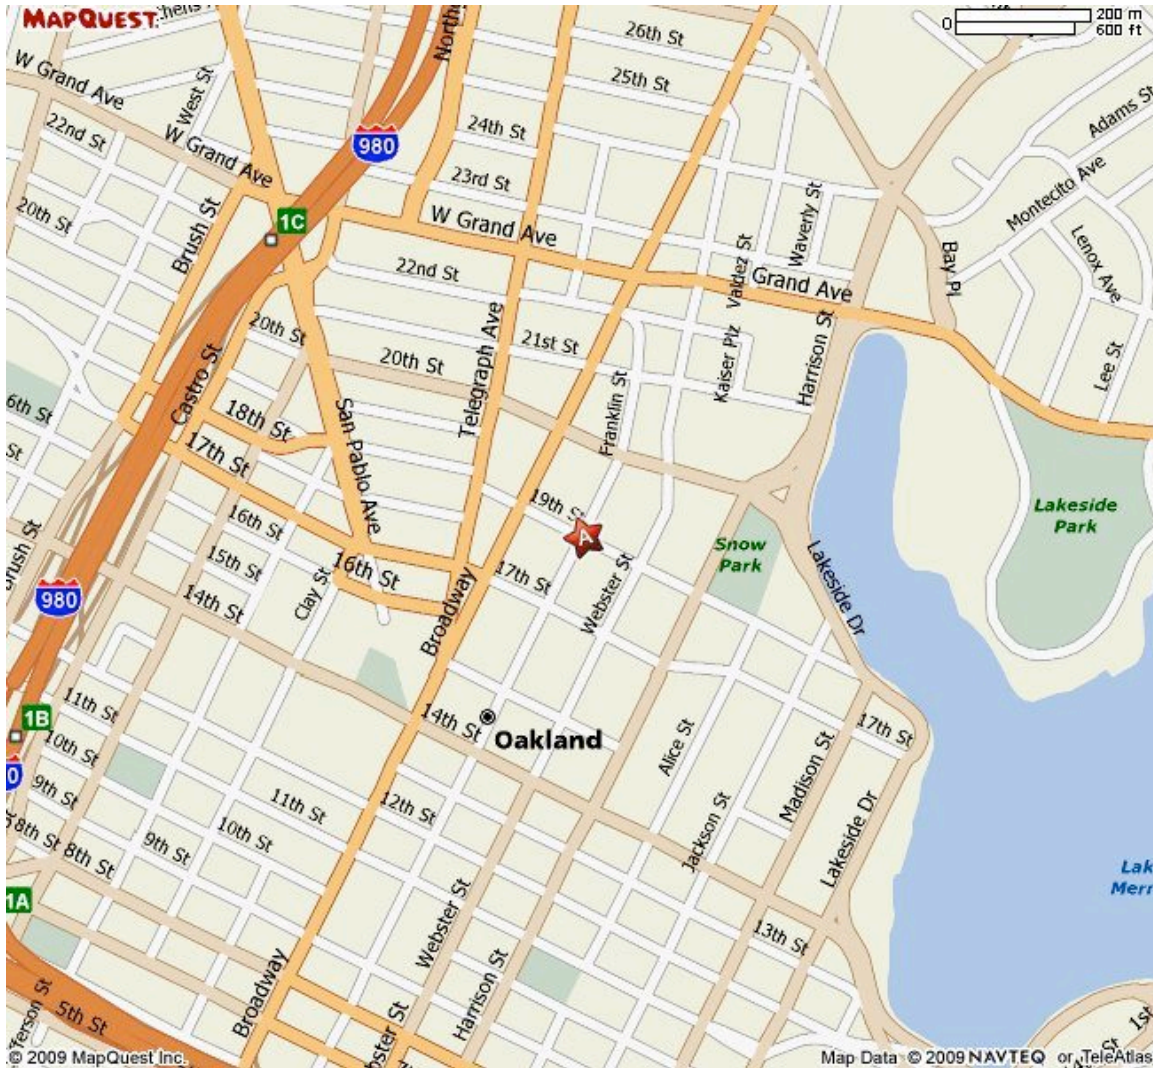 MAPQUEST
200 m
0
600 ft
26th St
W Grand Ave
West St
25th St
Adams St
22nd St
24th St
W Grand Ave
980
23rd St
Montecito Ave
20th St
Brush St
1C
W Grand Ave
Waverly St
Lenox Ave
22nd St
Valdez St
Grand Ave
Bay Pl
20th St
20th St
Telegraph Ave
21st St
Kaiser Plz
Harrison St
Lee St
Castro St
Franklin St
6th St
18th St
San Pablo Ave
17th St
19th St
Lakeside
Park
16th St
A
Snow
Park
Brush St
15th St
16th St
17th St
Webster St
Lakeside Dr
980
14th St
Clay St
Broadway
11th St
1B
14th St
Oakland
Alice St
17th St
10th St
Madison St
9th St
11th St
12th St
Jackson St
Lakeside Dr
8th St
8th St
9th St
10th St
1A
Webster St
13th St
Broadway
Harrison St
5th St
1st
© 2009 MapQuest Inc.
Map Data © 2009 NAVTEQ or TeleAtlas